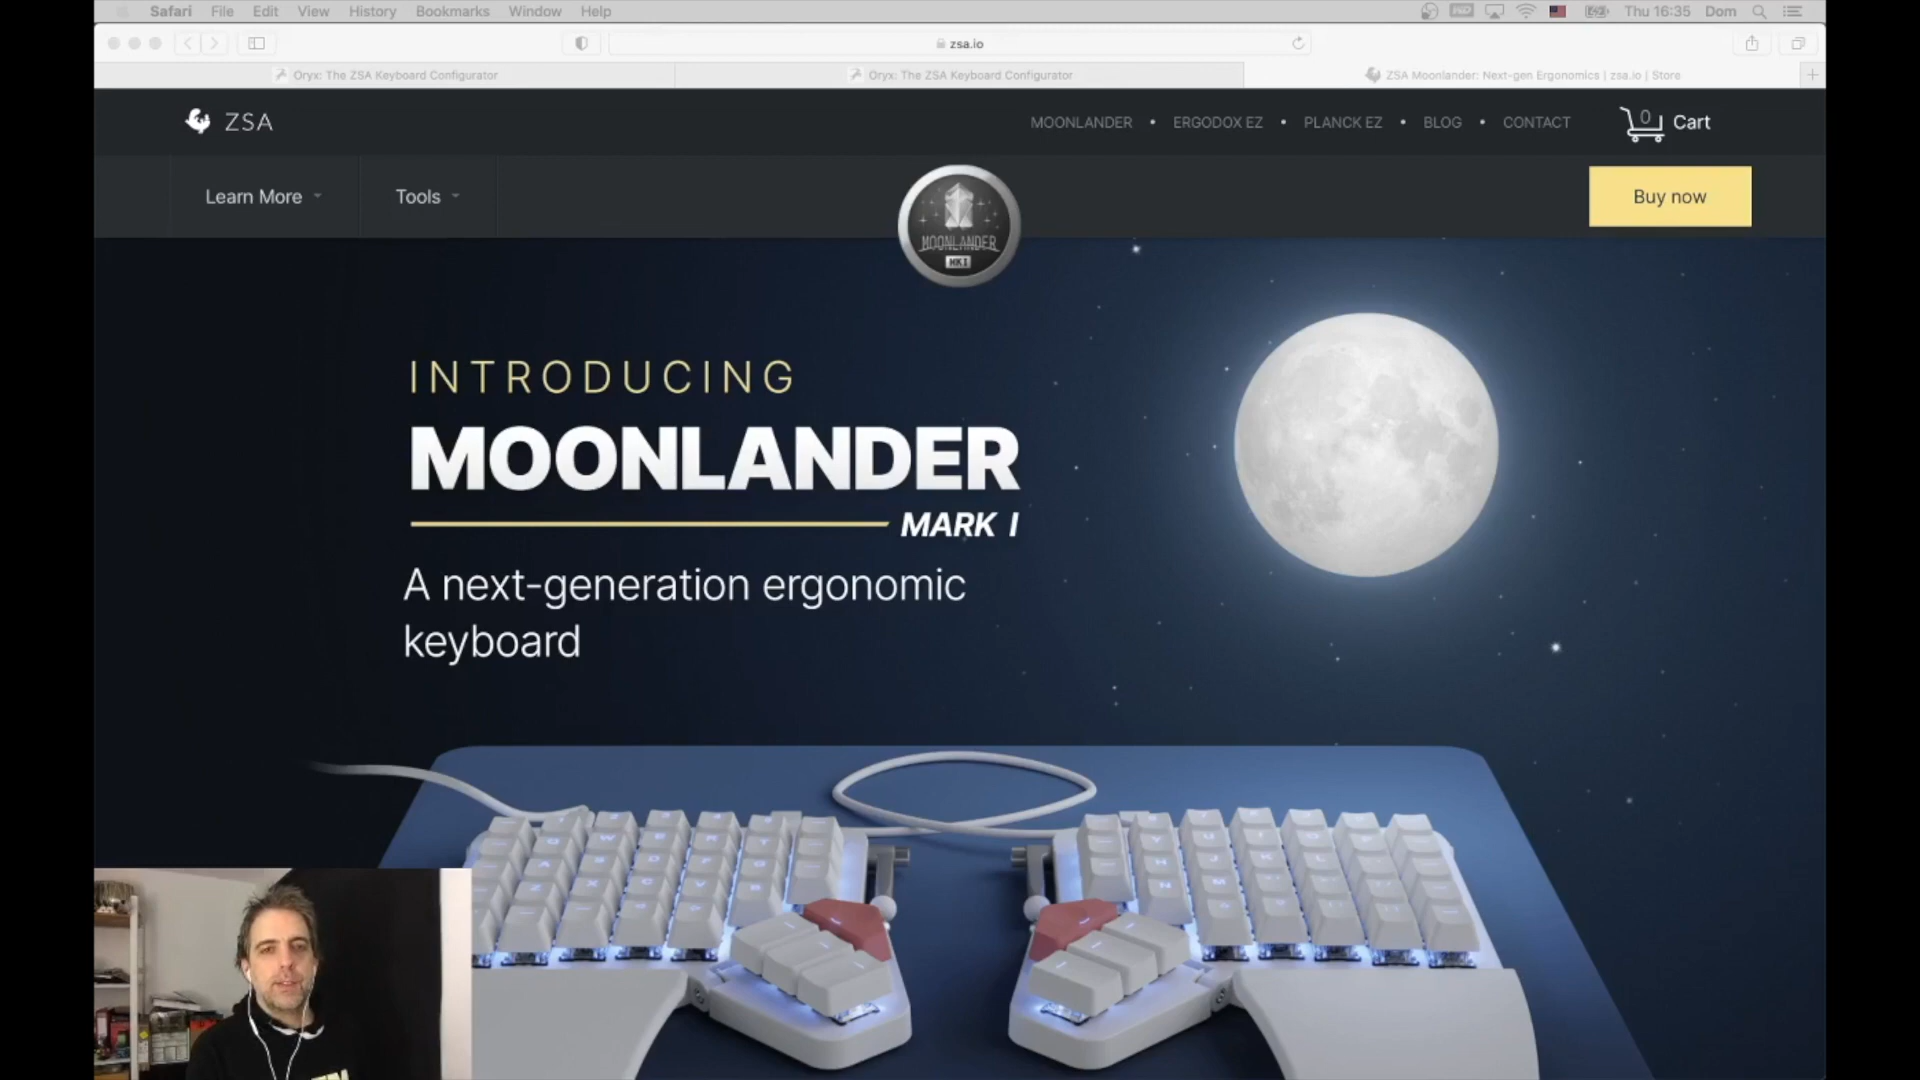 Safari File Edit View History Bookmarks Window Help Thu 16:35 Dom
zsa.io
Oryx: The ZSA Keyboard Configurator Oryx: The ZSA Keyboard Configurator ZSA Moonlander: Next-gen Ergonomics | zsa.io | Store
ZSA MOONLANDER • ERGODOX EZ • PLANCK EZ • BLOG • CONTACT 0 Cart
Learn More Tools Buy now
MOONLANDER
MK I
INTRODUCING
MOONLANDER
MARK I
A next-generation ergonomic
keyboard